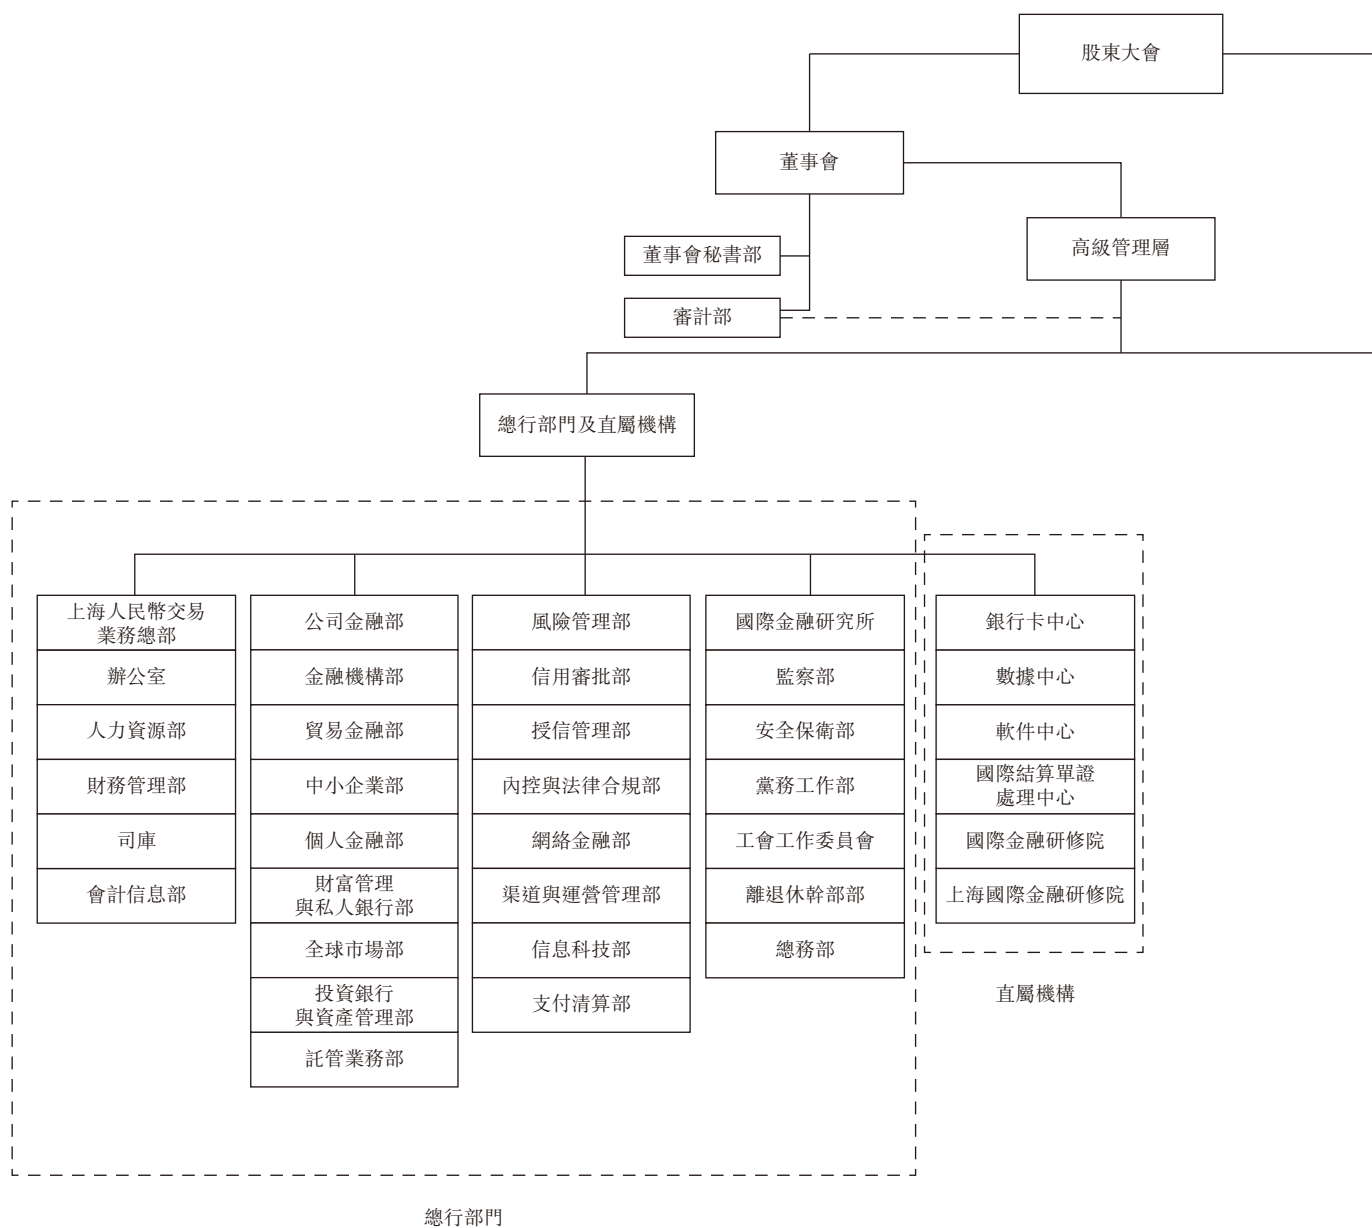 股東大會
董事會
高級管理層
董事會秘書部
審計部
總行部門及直屬機構
上海人民幣交易
業務總部
辦公室
人力資源部
財務管理部
司庫
會計信息部
公司金融部
金融機構部
貿易金融部
中小企業部
個人金融部
財富管理
與私人銀行部
全球市場部
投資銀行
與資產管理部
託管業務部
風險管理部
信用審批部
授信管理部
內控與法律合規部
網絡金融部
渠道與運營管理部
信息科技部
支付清算部
國際金融研究所
監察部
安全保衛部
黨務工作部
工會工作委員會
離退休幹部部
總務部
銀行卡中心
數據中心
軟件中心
國際結算單證
處理中心
國際金融研修院
上海國際金融研修院
直屬機構
總行部門